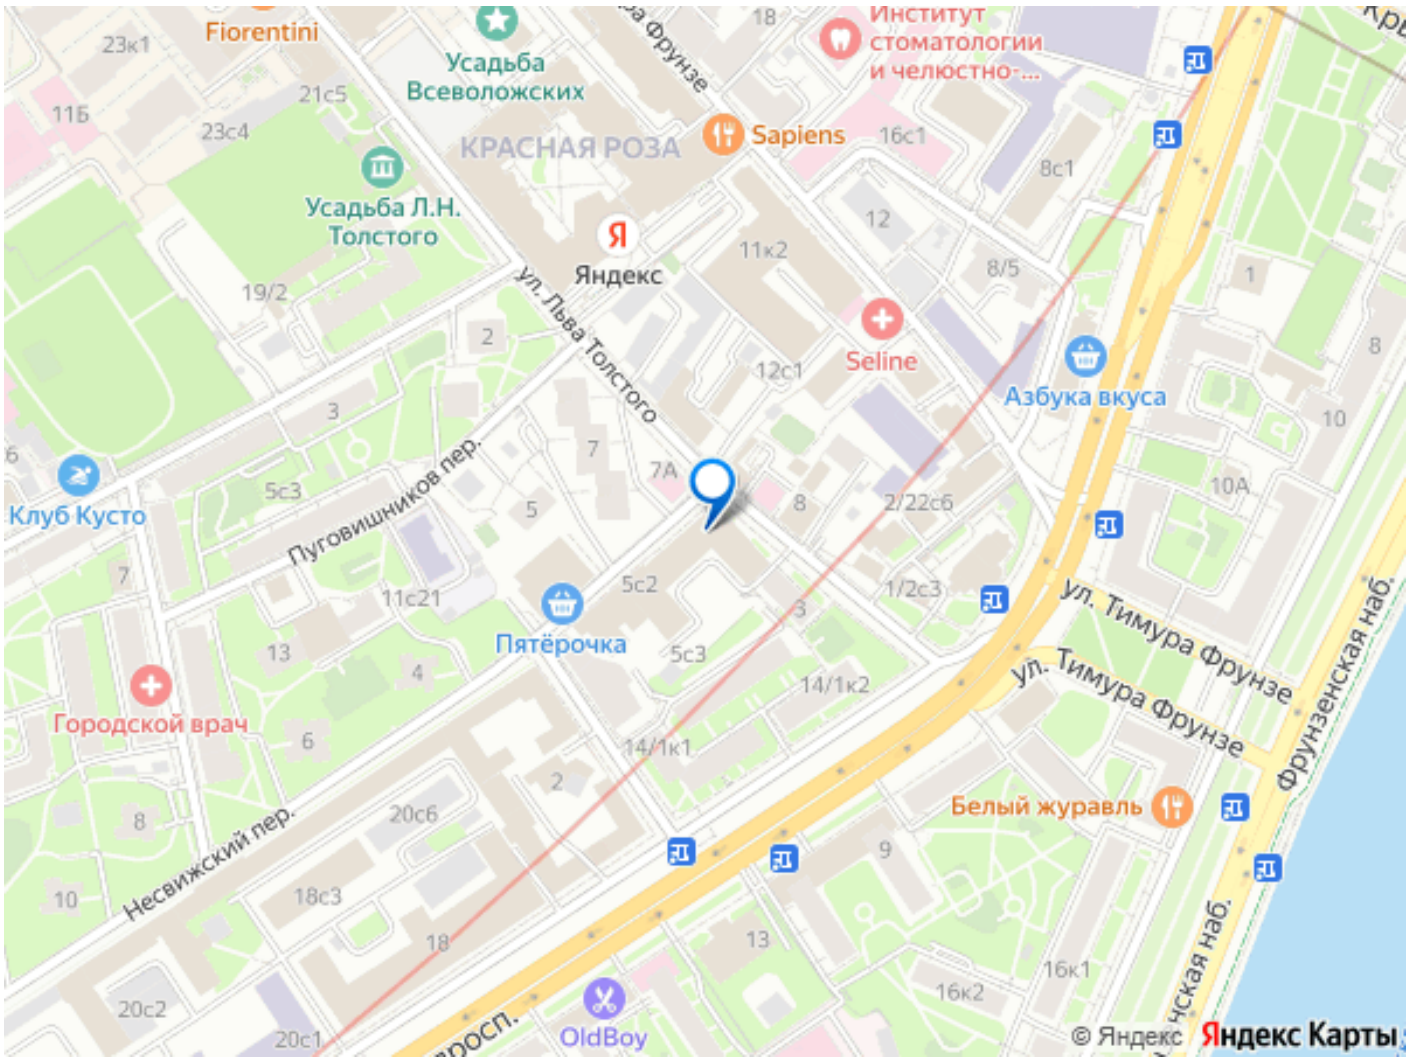 Fiorentini
23к1
11Б
21с5
23с4
Усадьба
Всеволожских
Фрунзе
18
Институт
стоматологии
и челюстно-...
КРАСНАЯ РОЗА
Sapiens
16с1
8с1
Усадьба Л.Н.
Толстого
Я
Яндекс
12
11к2
8/5
1
19/2
2
ул. Льва Толстого
Seline
12с1
8
Азбука вкуса
10
3
7
7А
Клуб Кусто
5с3
Пуговишников пер.
5
8
2/22с6
10А
7
11с21
5с2
Пятёрочка
3
1/2с3
ул. Тимура Фрунзе
ул. Тимура Фрунзе
Фрунзенская наб.
13
4
5с3
14/1к2
Городской врач
6
14/1к1
2
Белый журавль
8
20с6
9
Несвижский пер.
10
18с3
18
13
16к1
16к2
20с2
20с1
OldBoy
просп.
нская наб.
© Яндекс Яндекс Карты